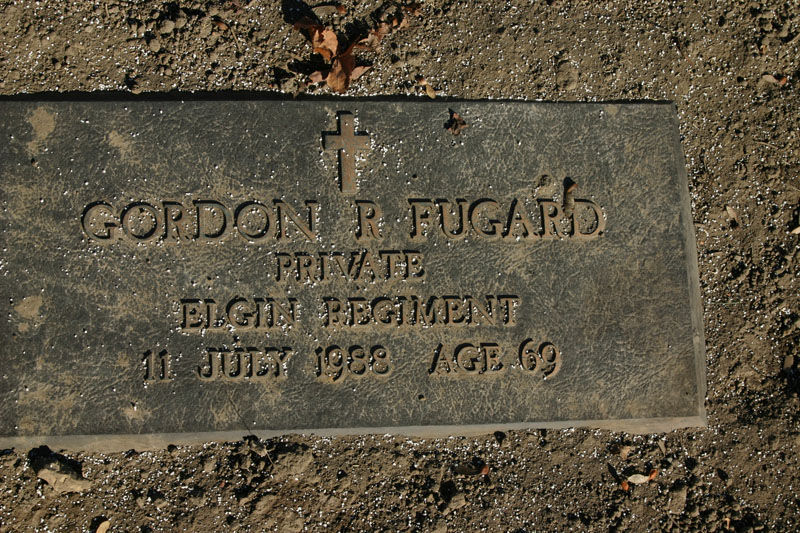 GORDON R FUGARD
PRIVATE
ELGIN REGIMENT
11 JULY 1988 AGE 69